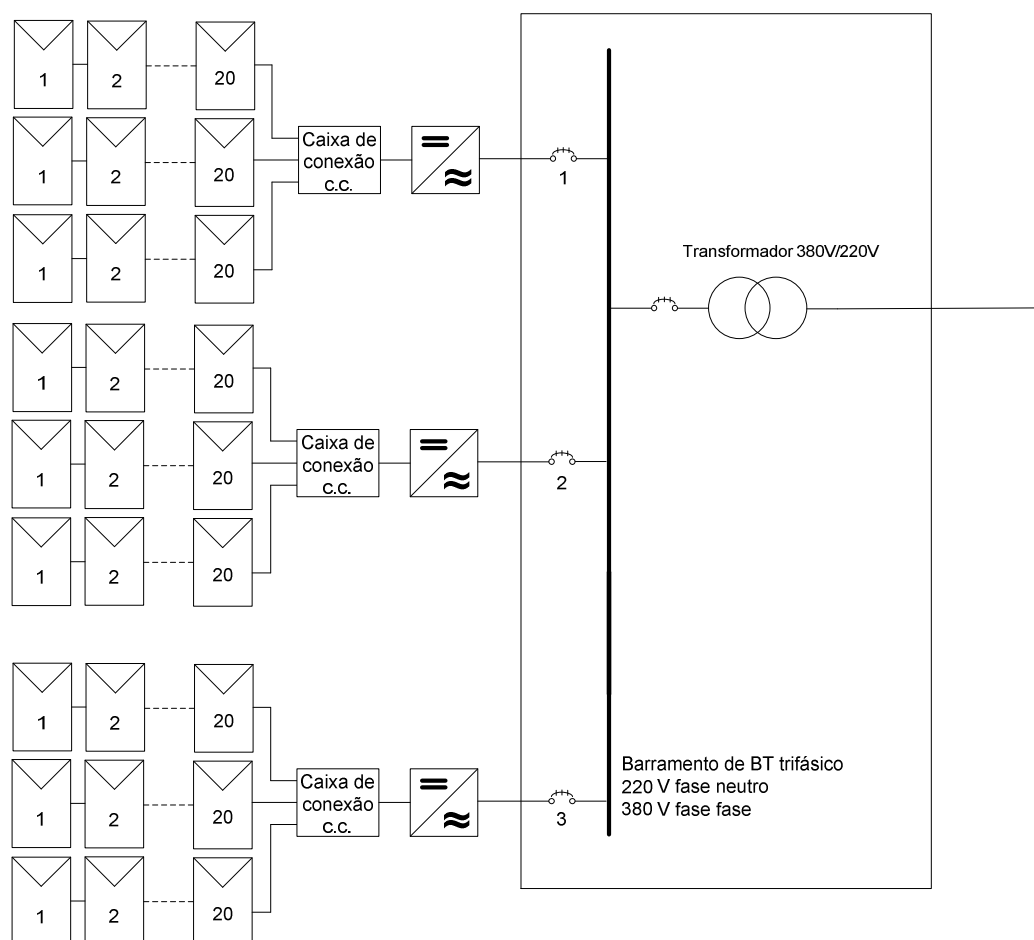 1 2 20
1 2 20
1 2 20
Caixa de
conexão
c.c.
1
Transformador 380V/220V
1 2 20
1 2 20
1 2 20
Caixa de
conexão
c.c.
2
1 2 20
1 2 20
1 2 20
Caixa de
conexão
c.c.
3
Barramento de BT trifásico
220 V fase neutro
380 V fase fase